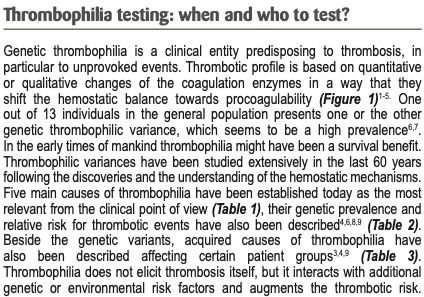 Thrombophilia testing: when and who to test?
Genetic thrombophilia is a clinical entity predisposing to thrombosis, in
particular to unprovoked events. Thrombotic profile is based on quantitative
or qualitative changes of the coagulation enzymes in a way that they
shift the hemostatic balance towards procoagulability (Figure 1)1-5. One
out of 13 individuals in the general population presents one or the other
genetic thrombophilic variance, which seems to be a high prevalence6,7.
In the early times of mankind thrombophilia might have been a survival benefit.
Thrombophilic variances have been studied extensively in the last 60 years
following the discoveries and the understanding of the hemostatic mechanisms.
Five main causes of thrombophilia have been established today as the most
relevant from the clinical point of view (Table 1), their genetic prevalence and
relative risk for thrombotic events have also been described4,6,8,9 (Table 2).
Beside the genetic variants, acquired causes of thrombophilia have
also been described affecting certain patient groups3,4,9 (Table 3).
Thrombophilia does not elicit thrombosis itself, but it interacts with additional
genetic or environmental risk factors and augments the thrombotic risk.